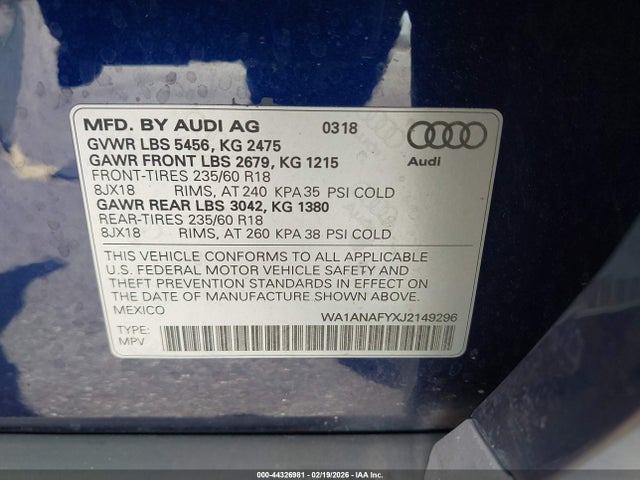 MFD. BY AUDI AG 0318
GVWR LBS 5456, KG 2475
GAWR FRONT LBS 2679, KG 1215
FRONT-TIRES 235/60 R18
8JX18 RIMS, AT 240 KPA 35 PSI COLD
GAWR REAR LBS 3042, KG 1380
REAR-TIRES 235/60 R18
8JX18 RIMS, AT 260 KPA 38 PSI COLD
Audi
THIS VEHICLE CONFORMS TO ALL APPLICABLE
U.S. FEDERAL MOTOR VEHICLE SAFETY AND
THEFT PREVENTION STANDARDS IN EFFECT ON
THE DATE OF MANUFACTURE SHOWN ABOVE.
MEXICO
WA1ANAFYXJ2149296
TYPE:
MPV
000-44326981 - 02/19/2026 - IAA, Inc.